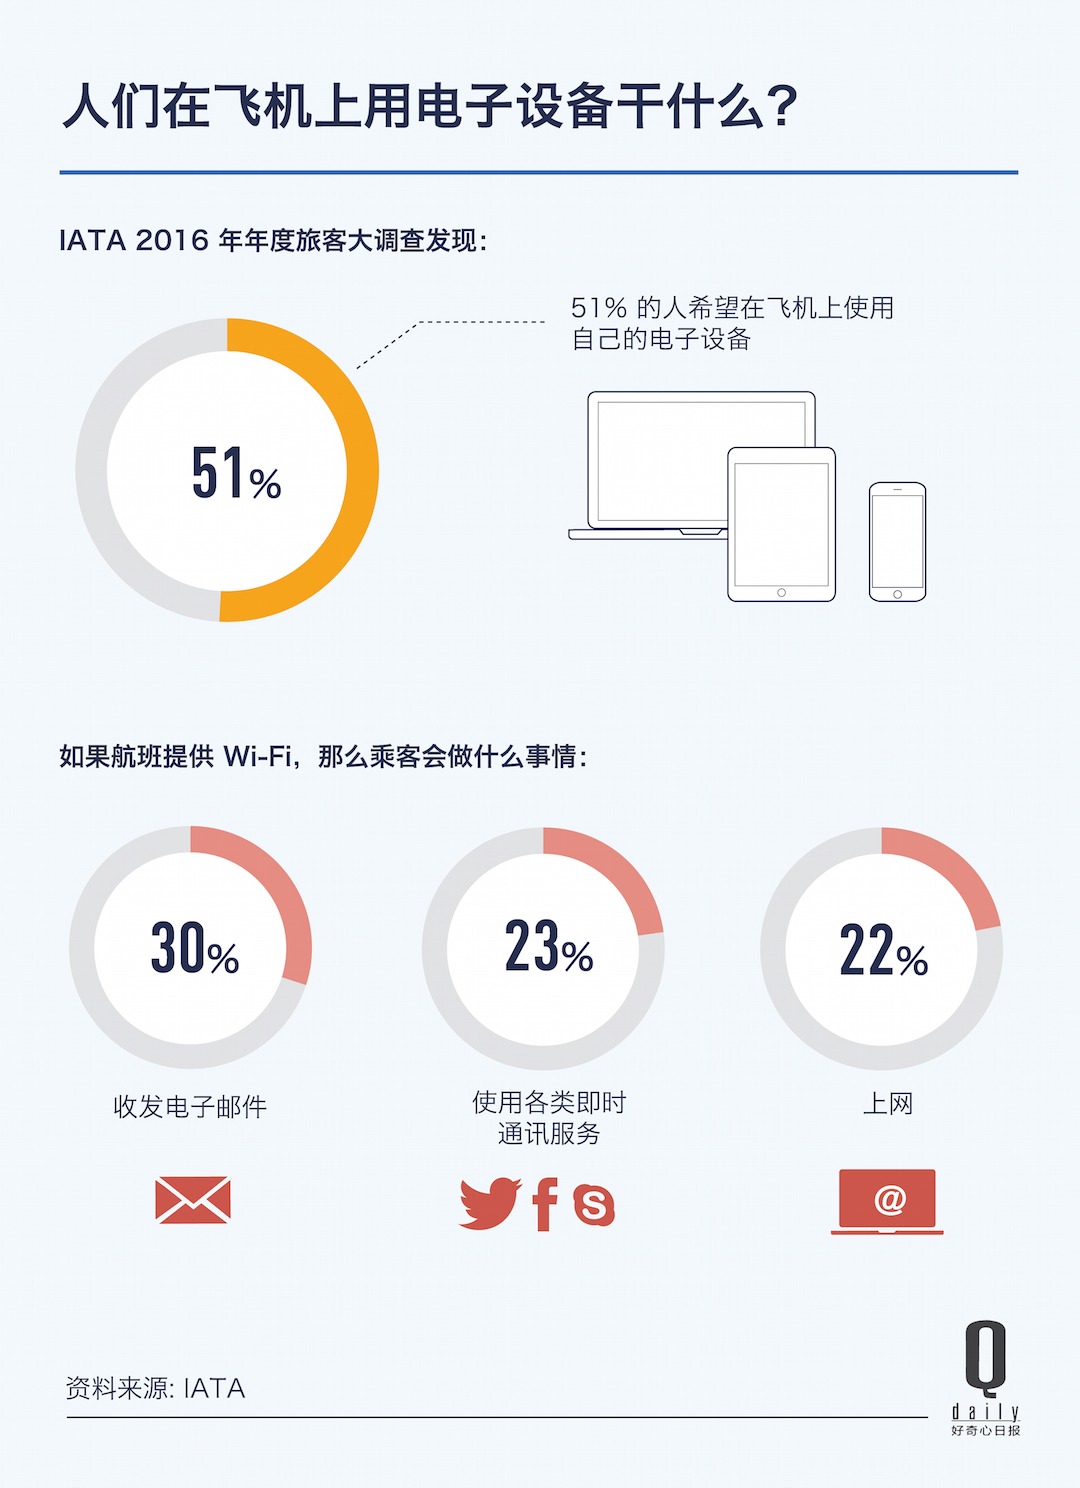 人们在飞机上用电子设备干什么？
IATA 2016 年年度旅客大调查发现：
51% 的人希望在飞机上使用
自己的电子设备
51%
如果航班提供 Wi-Fi，那么乘客会做什么事情：
30%
23%
22%
收发电子邮件
使用各类即时
通讯服务
上网
f
S
@
资料来源: IATA
Q
daily
好奇心日报